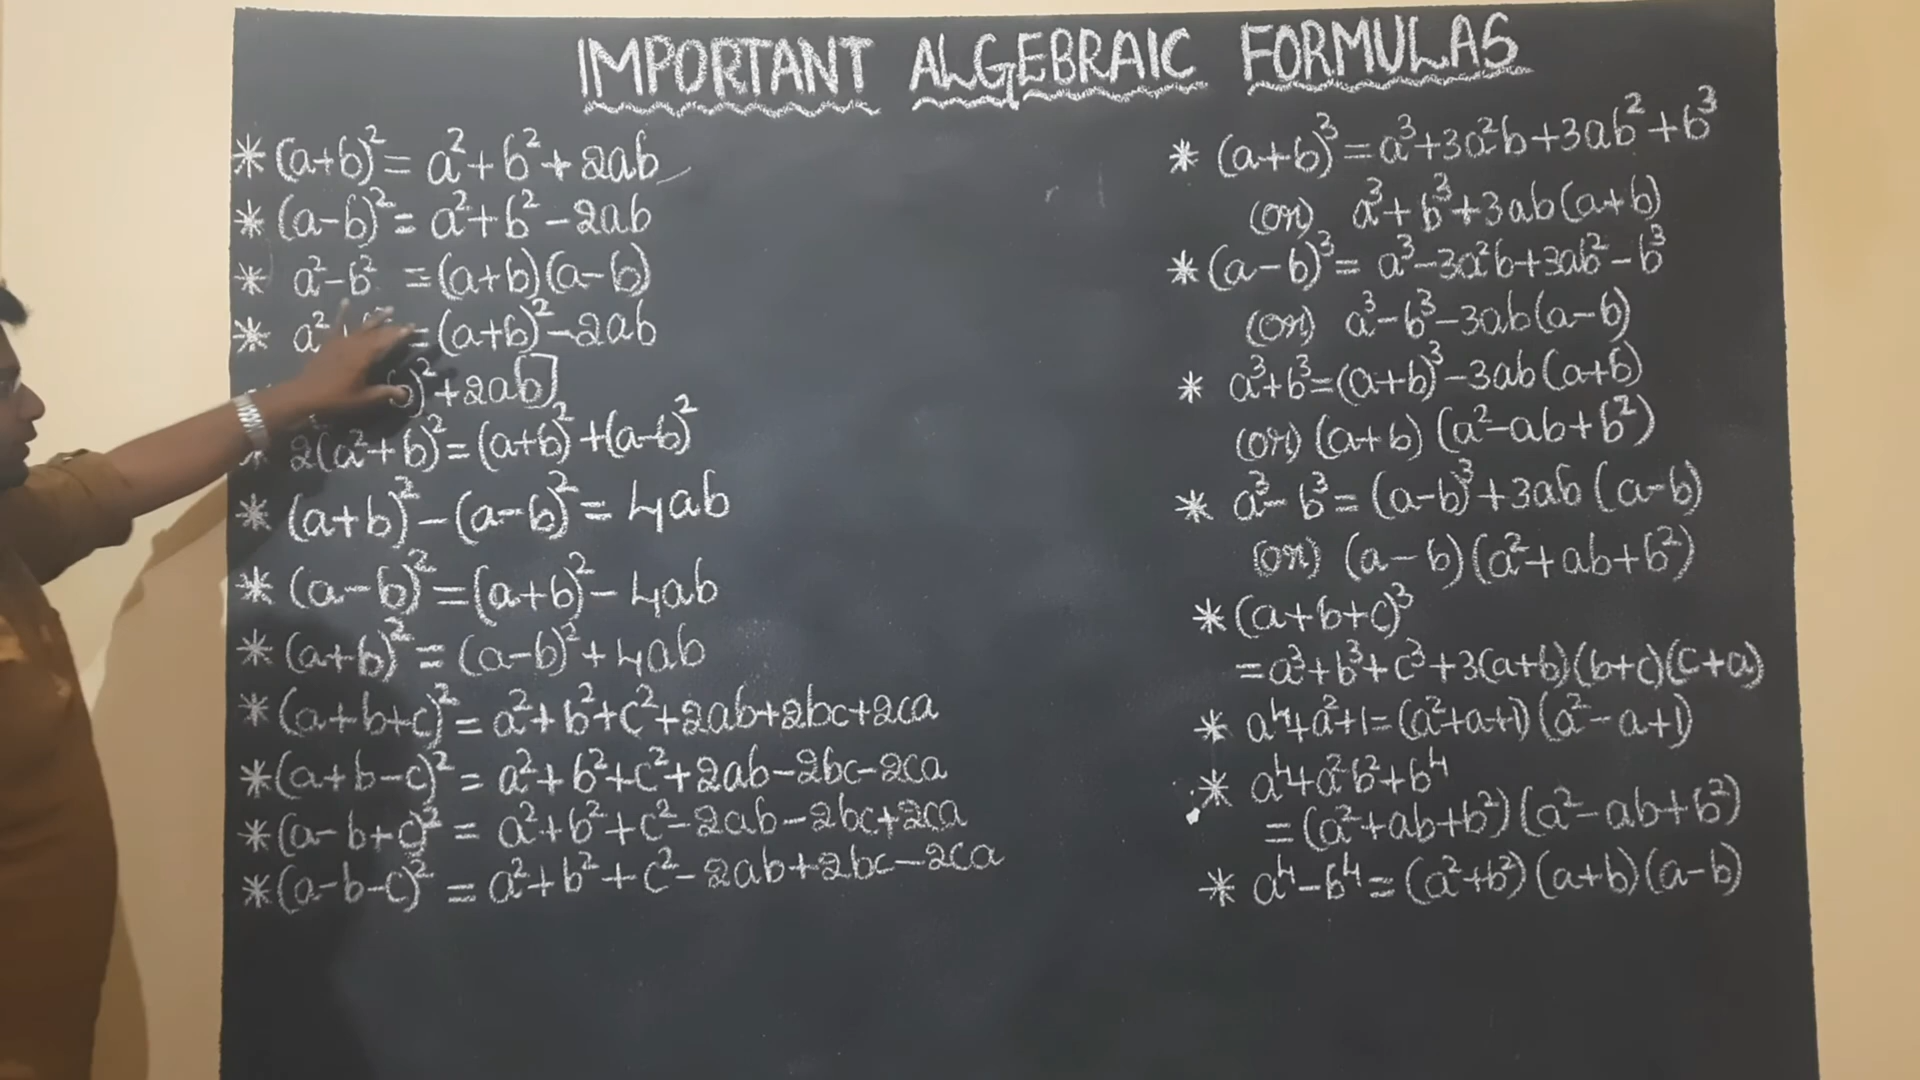 IMPORTANT ALGEBRAIC FORMULAS
* (a+b)² = a²+b²+2ab
* (a-b)² = a²+b²-2ab
* a²-b² = (a+b)(a-b)
* a² = (a+b)²-2ab
)²+2ab]
* 2(a²+b)² = (a+b)²+(a-b)²
* (a+b)²-(a-b)² = 4ab
* (a-b)² = (a+b)²-4ab
* (a+b)² = (a-b)²+4ab
* (a+b+c)² = a²+b²+c²+2ab+2bc+2ca
* (a+b-c)² = a²+b²+c²+2ab-2bc-2ca
* (a-b+c)² = a²+b²+c²-2ab-2bc+2ca
* (a-b-c)² = a²+b²+c²-2ab+2bc-2ca
* (a+b)³ = a³+3a²b+3ab²+b³
(or) a³+b³+3ab(a+b)
* (a-b)³ = a³-3a²b+3ab²-b³
(or) a³-b³-3ab(a-b)
* a³+b³ = (a+b)³-3ab(a+b)
(or) (a+b)(a²-ab+b²)
* a³-b³ = (a-b)³+3ab(a-b)
(or) (a-b)(a²+ab+b²)
* (a+b+c)³
= a³+b³+c³+3(a+b)(b+c)(c+a)
* a⁴+a²+1 = (a²+a+1)(a²-a+1)
* a⁴+a²b²+b⁴
= (a²+ab+b²)(a²-ab+b²)
* a⁴-b⁴ = (a²+b²)(a+b)(a-b)